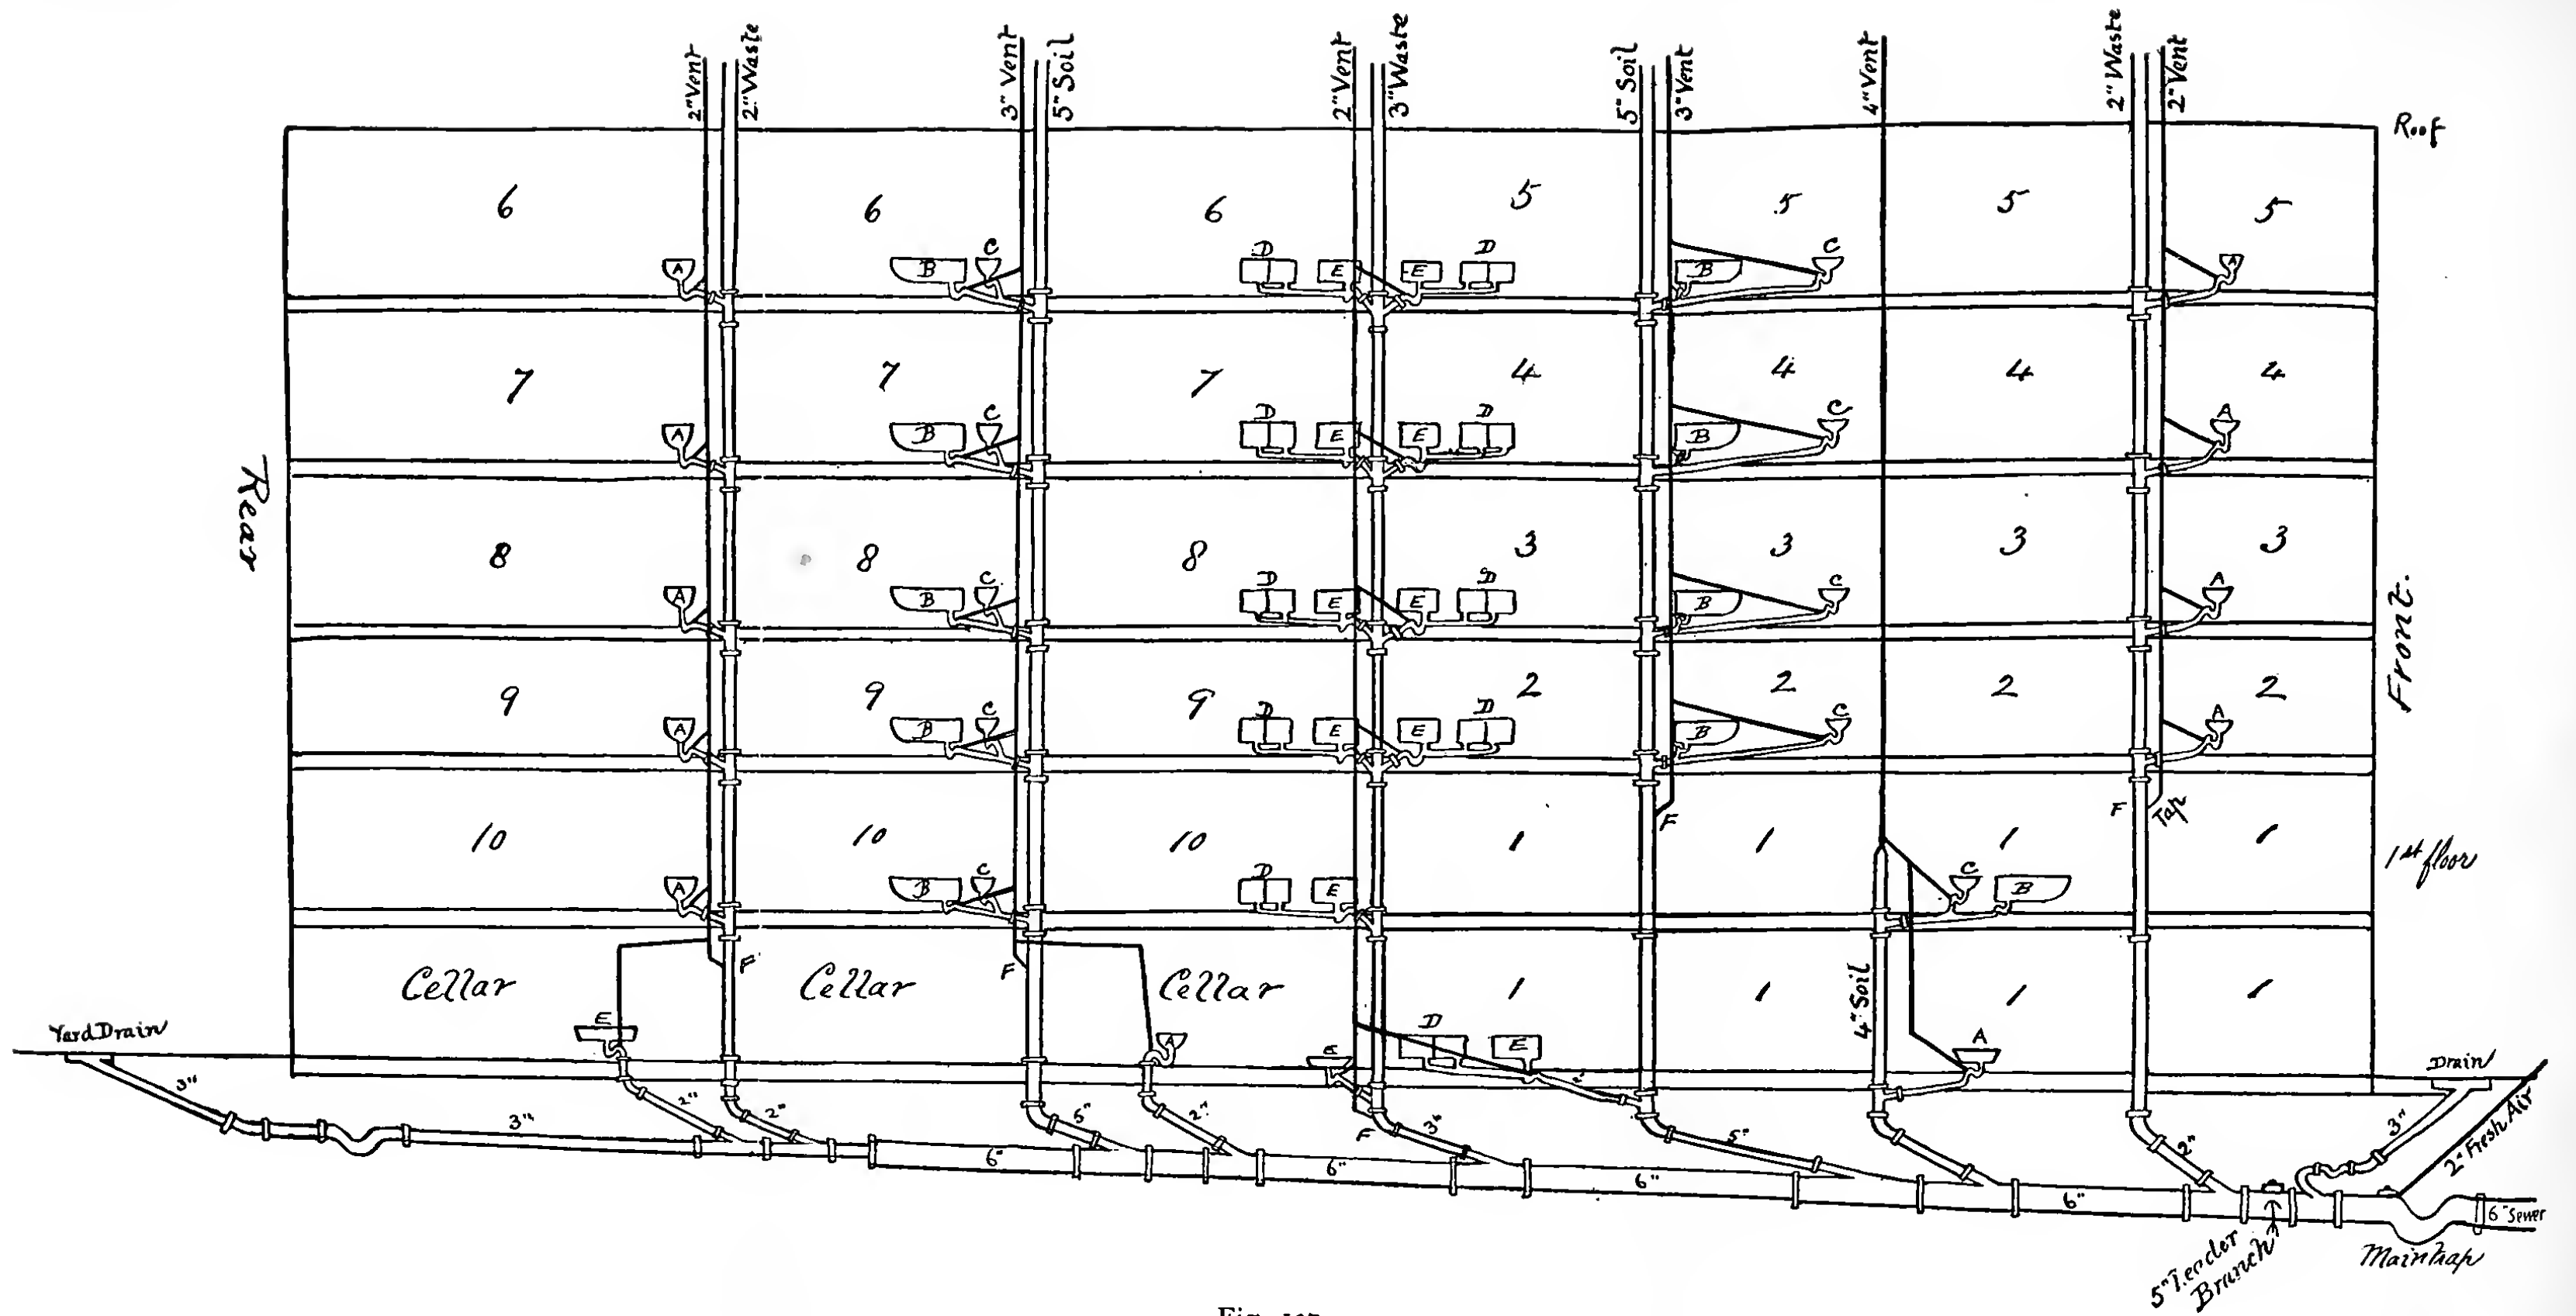 2" Vent 2" Waste 3" Vent 5" Soil 2" Vent 3" Waste 5" Soil 3" Vent 4" Vent 2" Waste 2" Vent
Roof
6 6 6 5 5 5 5
A B C D E E D B C A
7 7 7 4 4 4 4
A B C D E E D B C A
Rear
8 8 8 3 3 3 3
A B C D E E D B C A
Front.
9 9 9 2 2 2 2
A B C D E E D B C A
F F Tap
10 10 10 1 1 1 1
1st floor
A B C D E C B
F F
Cellar Cellar Cellar 1 1 4" Soil 1 1
Yard Drain E A E D E A Drain
3" 3" 2" 2" 5" 2" F 3" 2" 5" 2" 3" 2" Fresh Air
6" 6" 6" 6" 6" Sewer
5" Leader
Branch
Main Trap
Fig.